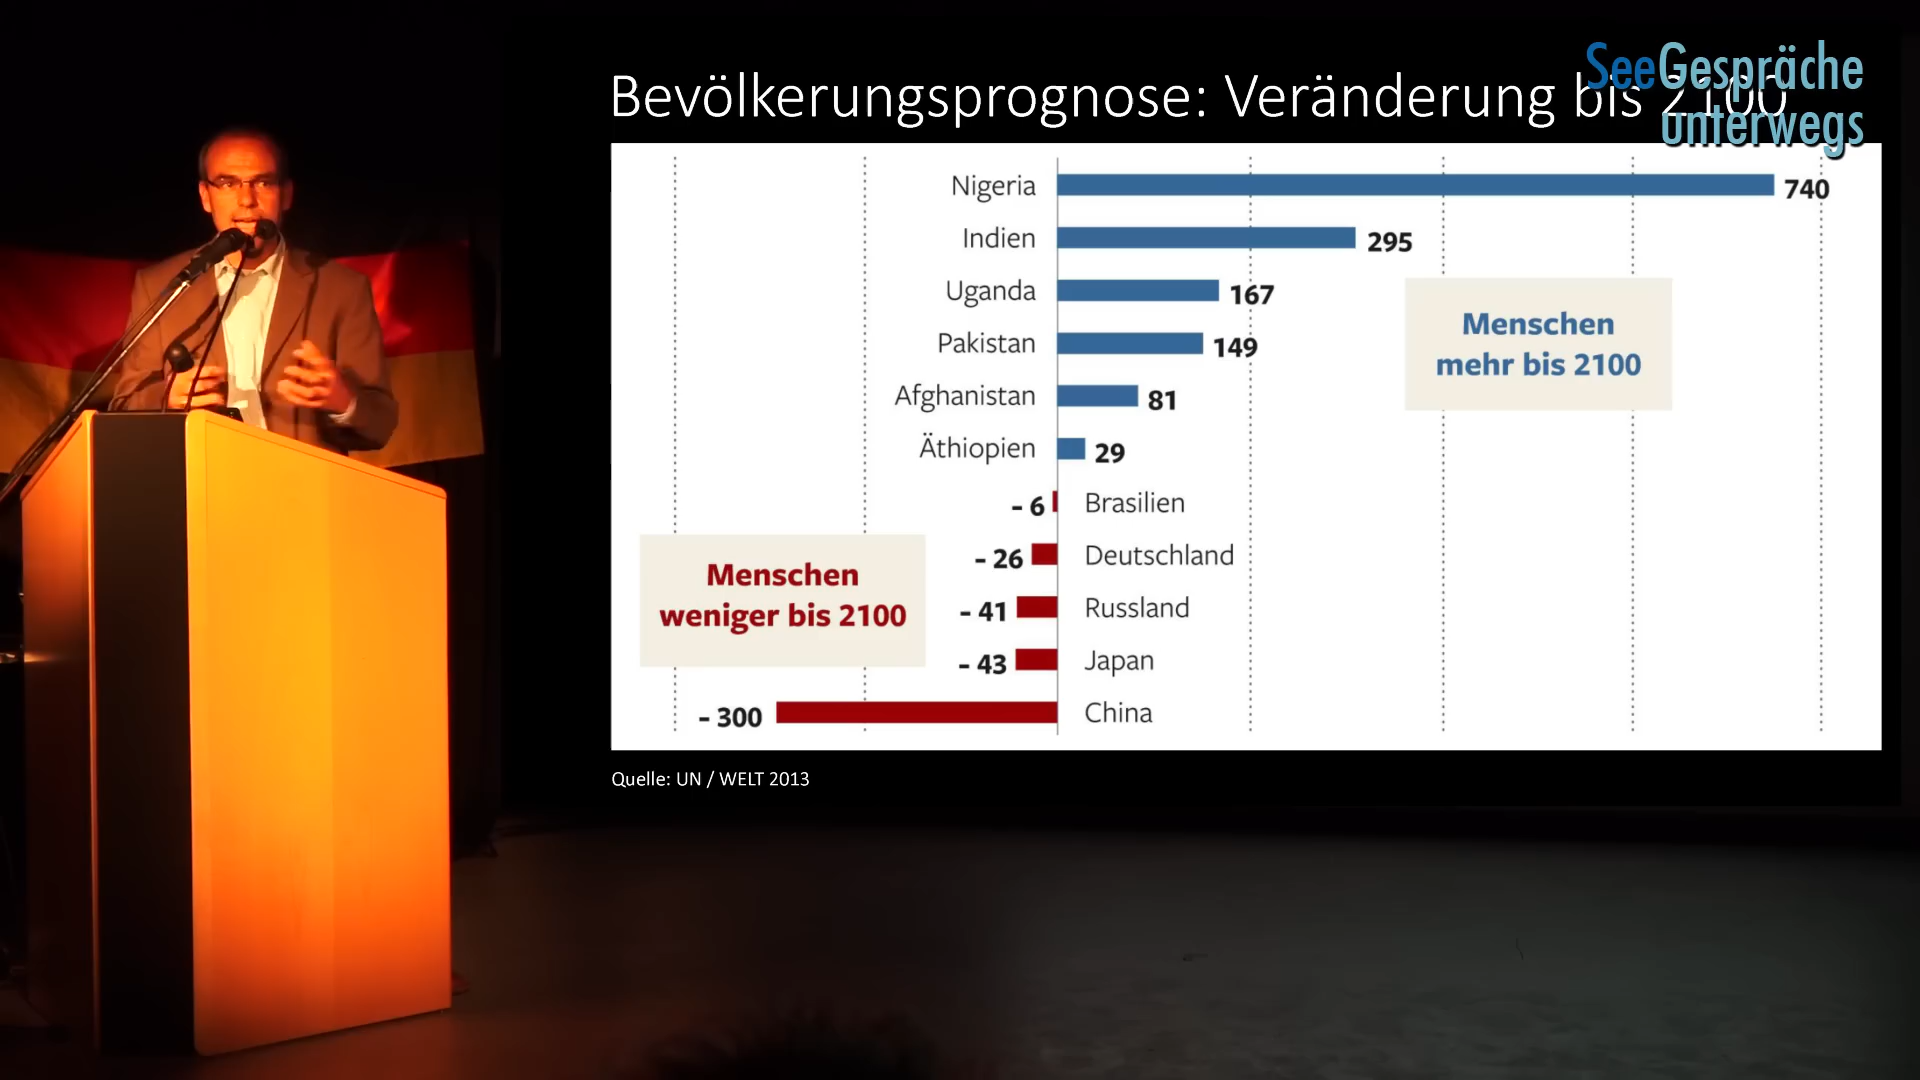 SeeGespräche
unterwegs
Bevölkerungsprognose: Veränderung bis 2100
Nigeria 740
Indien 295
Uganda 167
Pakistan 149
Afghanistan 81
Äthiopien 29
Menschen
mehr bis 2100
- 6 Brasilien
- 26 Deutschland
- 41 Russland
- 43 Japan
- 300 China
Menschen
weniger bis 2100
Quelle: UN / WELT 2013